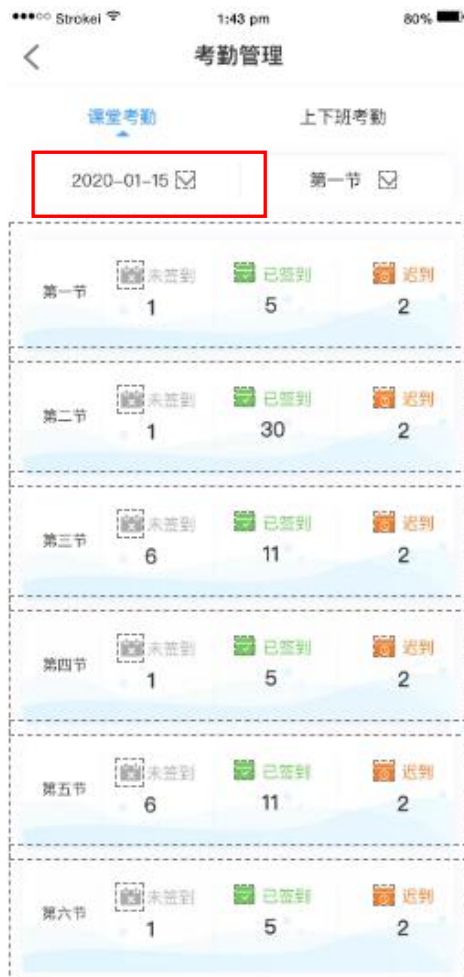 Strokei 1:43 pm 80%
考勤管理
课堂考勤 上下班考勤
2020-01-15 第一节
第一节 未签到 已签到 迟到
1 5 2
第二节 未签到 已签到 迟到
1 30 2
第三节 未签到 已签到 迟到
6 11 2
第四节 未签到 已签到 迟到
1 5 2
第五节 未签到 已签到 迟到
6 11 2
第六节 未签到 已签到 迟到
1 5 2